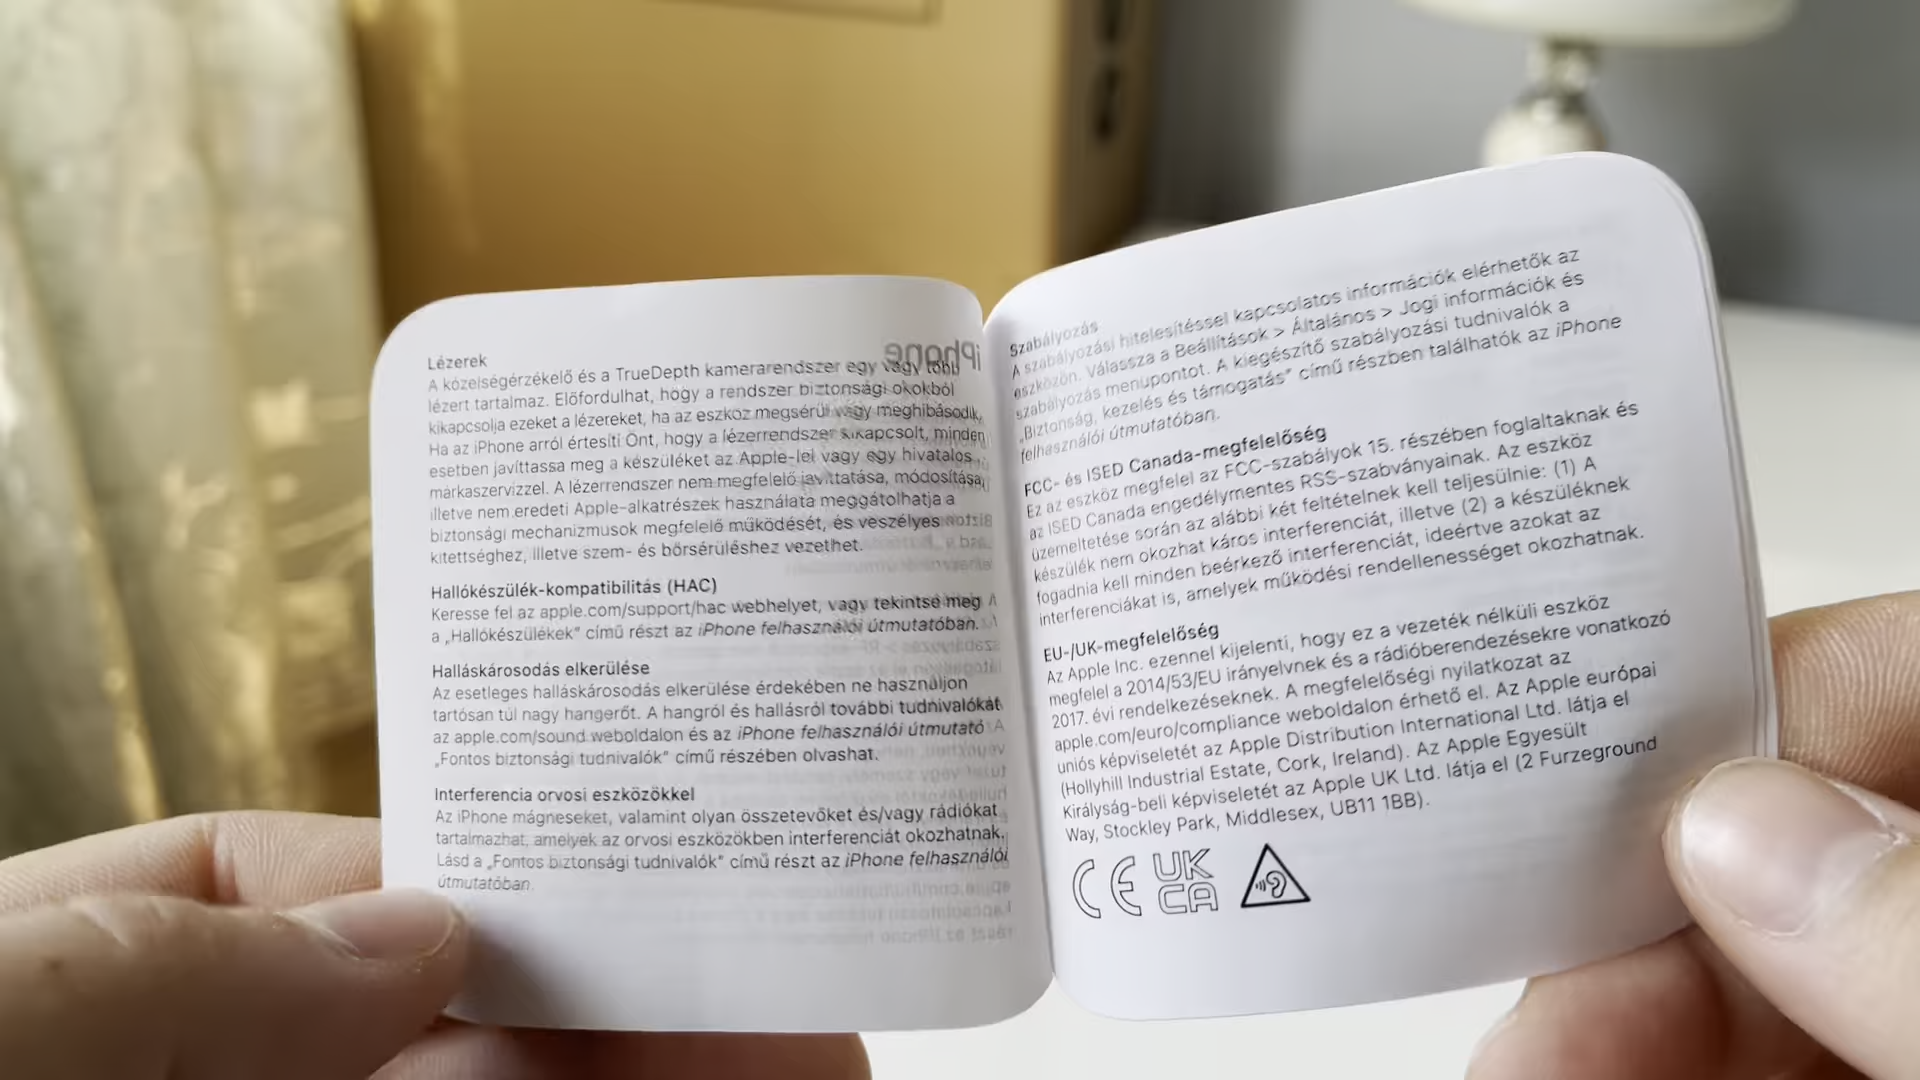 Lézerek
A közelségérzékelő és a TrueDepth kamerarendszer egy vagy több
lézert tartalmaz. Előfordulhat, hogy a rendszer biztonsági okokból
kikapcsolja ezeket a lézereket, ha az eszköz megsérül vagy meghibásodik.
Ha az iPhone arról értesíti Önt, hogy a lézerrendszer kikapcsolt, minden
esetben javíttassa meg a készüléket az Apple-lel vagy egy hivatalos
márkaszervizzel. A lézerrendszer nem megfelelő javíttatása, módosítása,
illetve nem eredeti Apple-alkatrészek használata meggátolhatja a
biztonsági mechanizmusok megfelelő működését, és veszélyes
kitettséghez, illetve szem- és bőrsérüléshez vezethet.
Hallókészülék-kompatibilitás (HAC)
Keresse fel az apple.com/support/hac webhelyet, vagy tekintse meg
a „Hallókészülékek” című részt az iPhone felhasználói útmutatóban.
Halláskárosodás elkerülése
Az esetleges halláskárosodás elkerülése érdekében ne használjon
tartósan túl nagy hangerőt. A hangról és hallásról további tudnivalókat
az apple.com/sound weboldalon és az iPhone felhasználói útmutató
„Fontos biztonsági tudnivalók” című részében olvashat.
Interferencia orvosi eszközökkel
Az iPhone mágneseket, valamint olyan összetevőket és/vagy rádiókat
tartalmazhat, amelyek az orvosi eszközökben interferenciát okozhatnak.
Lásd a „Fontos biztonsági tudnivalók” című részt az iPhone felhasználói
útmutatóban.
Szabályozás
A szabályozási hitelesítéssel kapcsolatos információk elérhetők az
eszközön. Válassza a Beállítások > Általános > Jogi információk és
szabályozás menupontot. A kiegészítő szabályozási tudnivalók a
„Biztonság, kezelés és támogatás” című részben találhatók az iPhone
felhasználói útmutatóban.
FCC- és ISED Canada-megfelelőség
Ez az eszköz megfelel az FCC-szabályok 15. részében foglaltaknak és
az ISED Canada engedélymentes RSS-szabványainak. Az eszköz
üzemeltetése során az alábbi két feltételnek kell teljesülnie: (1) A
készülék nem okozhat káros interferenciát, illetve (2) a készüléknek
fogadnia kell minden beérkező interferenciát, ideértve azokat az
interferenciákat is, amelyek működési rendellenességet okozhatnak.
EU-/UK-megfelelőség
Az Apple Inc. ezennel kijelenti, hogy ez a vezeték nélküli eszköz
megfelel a 2014/53/EU irányelvnek és a rádióberendezésekre vonatkozó
2017. évi rendelkezéseknek. A megfelelőségi nyilatkozat az
apple.com/euro/compliance weboldalon érhető el. Az Apple európai
uniós képviseletét az Apple Distribution International Ltd. látja el
(Hollyhill Industrial Estate, Cork, Ireland). Az Apple Egyesült
Királyság-beli képviseletét az Apple UK Ltd. látja el (2 Furzeground
Way, Stockley Park, Middlesex, UB11 1BB).
CE UK
CA